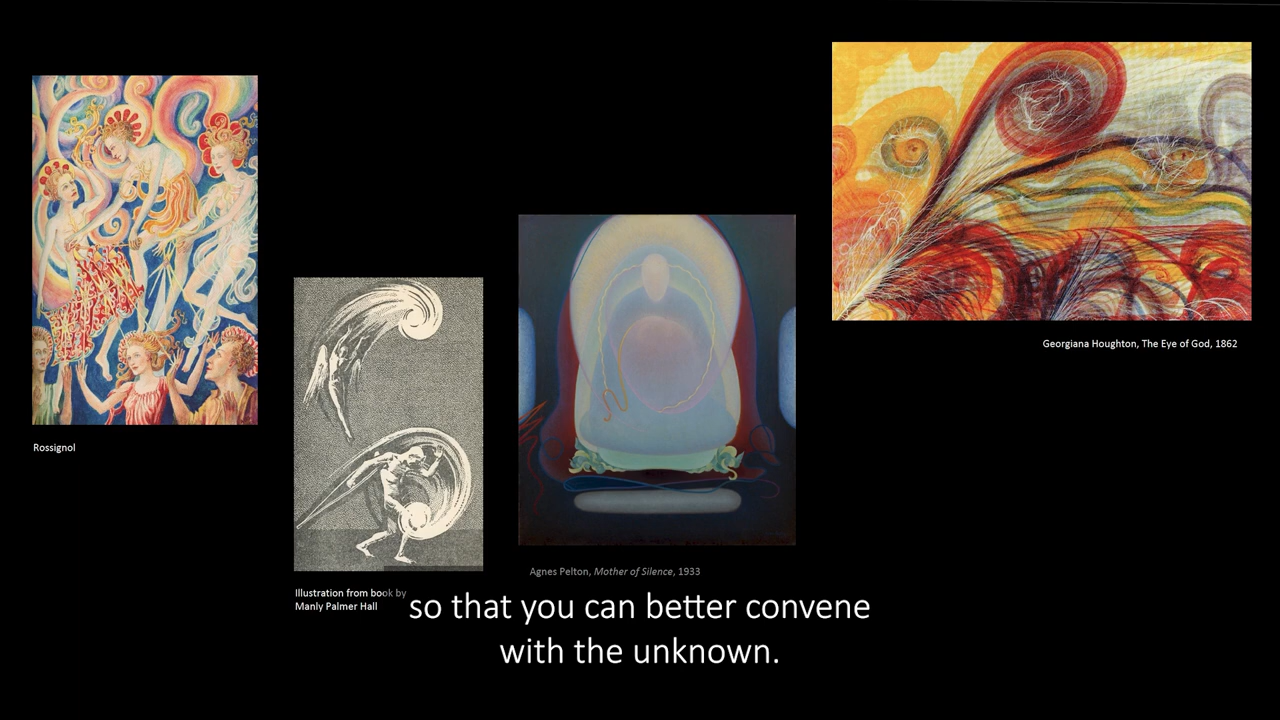 Georgiana Houghton, The Eye of God, 1862
Rossignol
Agnes Pelton, Mother of Silence, 1933
Illustration from book by
Manly Palmer Hall
so that you can better convene
with the unknown.